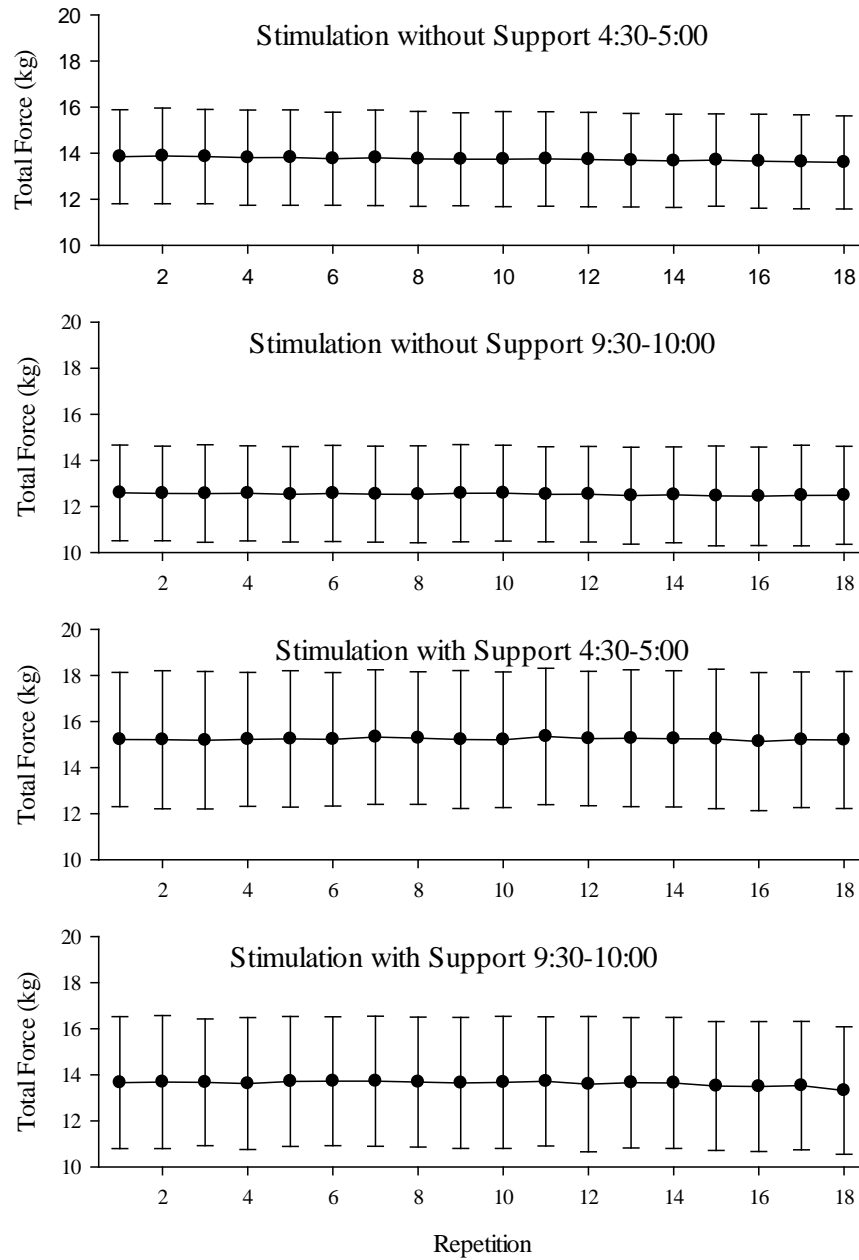 Stimulation without Support 4:30-5:00
Total Force (kg)
20
18
16
14
12
10
2 4 6 8 10 12 14 16 18
Stimulation without Support 9:30-10:00
Total Force (kg)
20
18
16
14
12
10
2 4 6 8 10 12 14 16 18
Stimulation with Support 4:30-5:00
Total Force (kg)
20
18
16
14
12
10
2 4 6 8 10 12 14 16 18
Stimulation with Support 9:30-10:00
Total Force (kg)
20
18
16
14
12
10
2 4 6 8 10 12 14 16 18
Repetition